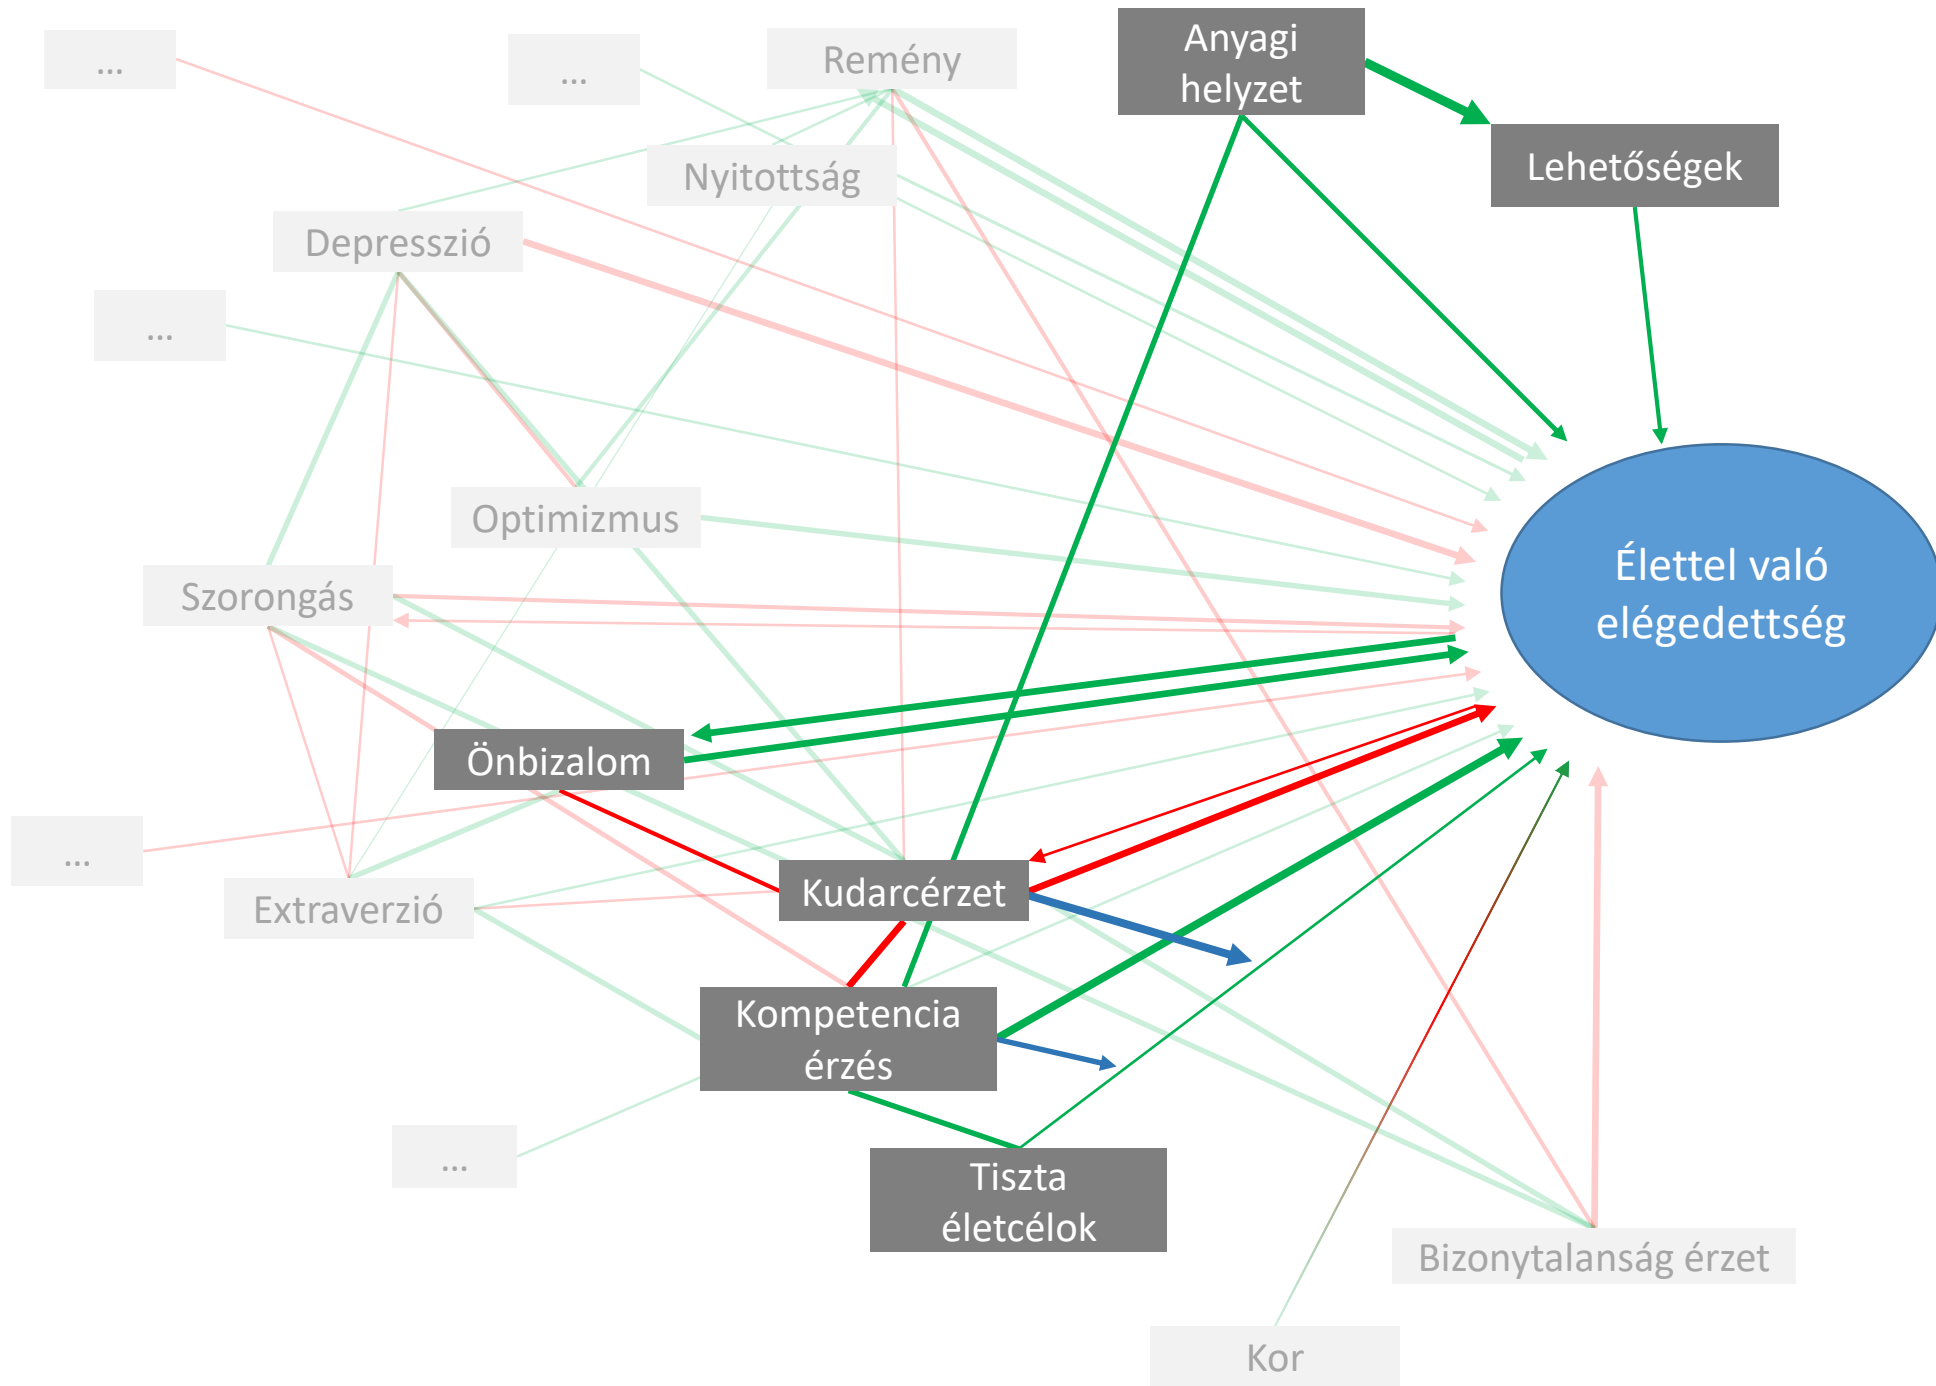 ...
...
Remény
Anyagi
helyzet
Lehetőségek
Nyitottság
Depresszió
...
Optimizmus
Élettel való
elégedettség
Szorongás
Önbizalom
...
Kudarcérzet
Extraverzió
Kompetencia
érzés
...
Tiszta
életcélok
Bizonytalanság érzet
Kor